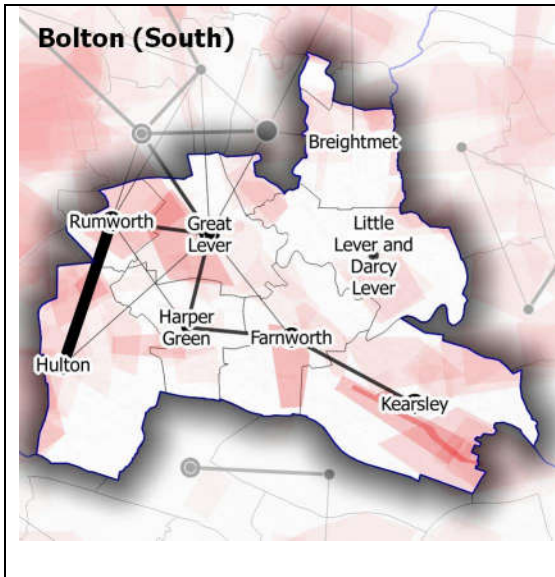 Bolton (South)
Breightmet
Rumworth
Great
Lever
Little
Lever and
Darcy
Lever
Harper
Green
Farnworth
Hulton
Kearsley